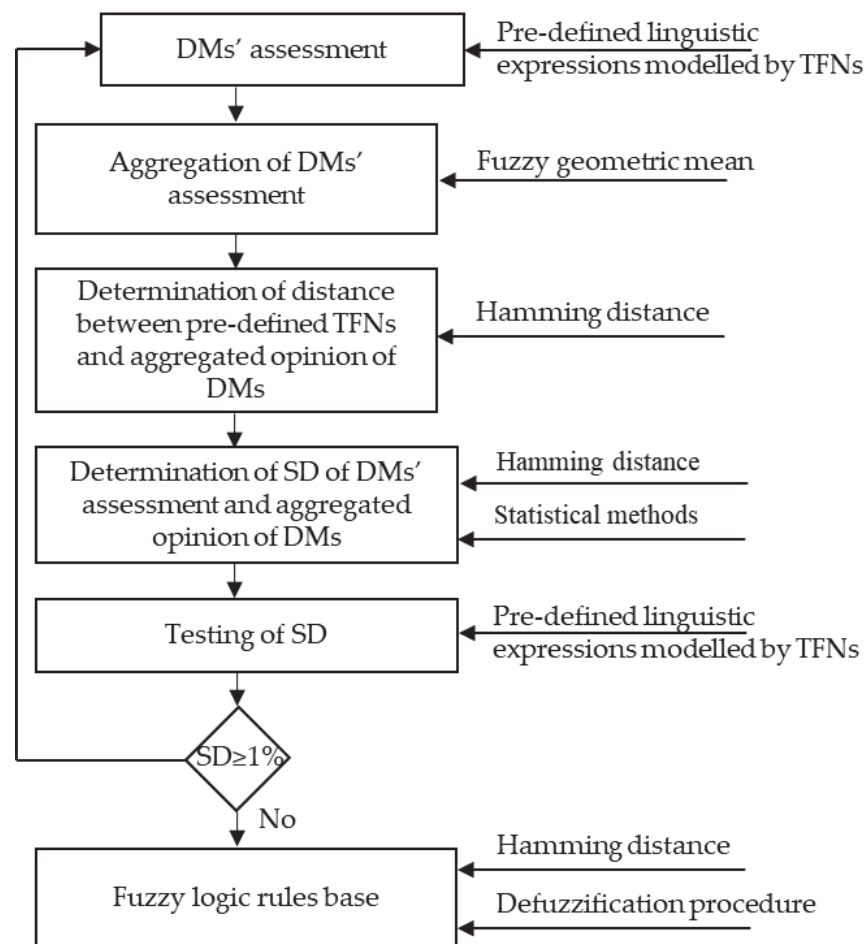 DMs’ assessment
Pre-defined linguistic
expressions modelled by TFNs
Aggregation of DMs’
assessment
Fuzzy geometric mean
Determination of distance
between pre-defined TFNs
and aggregated opinion of
DMs
Hamming distance
Determination of SD of DMs’
assessment and aggregated
opinion of DMs
Hamming distance
Statistical methods
Testing of SD
Pre-defined linguistic
expressions modelled by TFNs
SD≥1%
No
Fuzzy logic rules base
Hamming distance
Defuzzification procedure